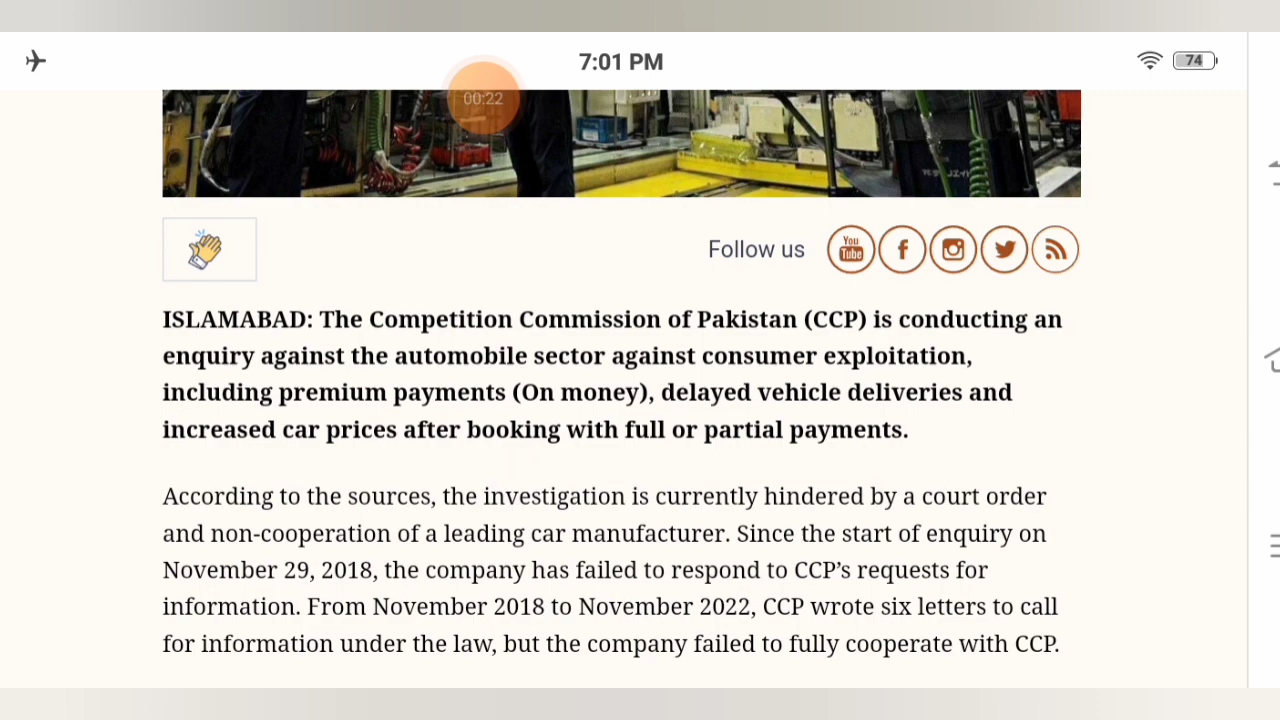 7:01 PM
74
00:22
Follow us
You
Tube
ISLAMABAD: The Competition Commission of Pakistan (CCP) is conducting an
enquiry against the automobile sector against consumer exploitation,
including premium payments (On money), delayed vehicle deliveries and
increased car prices after booking with full or partial payments.
According to the sources, the investigation is currently hindered by a court order
and non-cooperation of a leading car manufacturer. Since the start of enquiry on
November 29, 2018, the company has failed to respond to CCP’s requests for
information. From November 2018 to November 2022, CCP wrote six letters to call
for information under the law, but the company failed to fully cooperate with CCP.